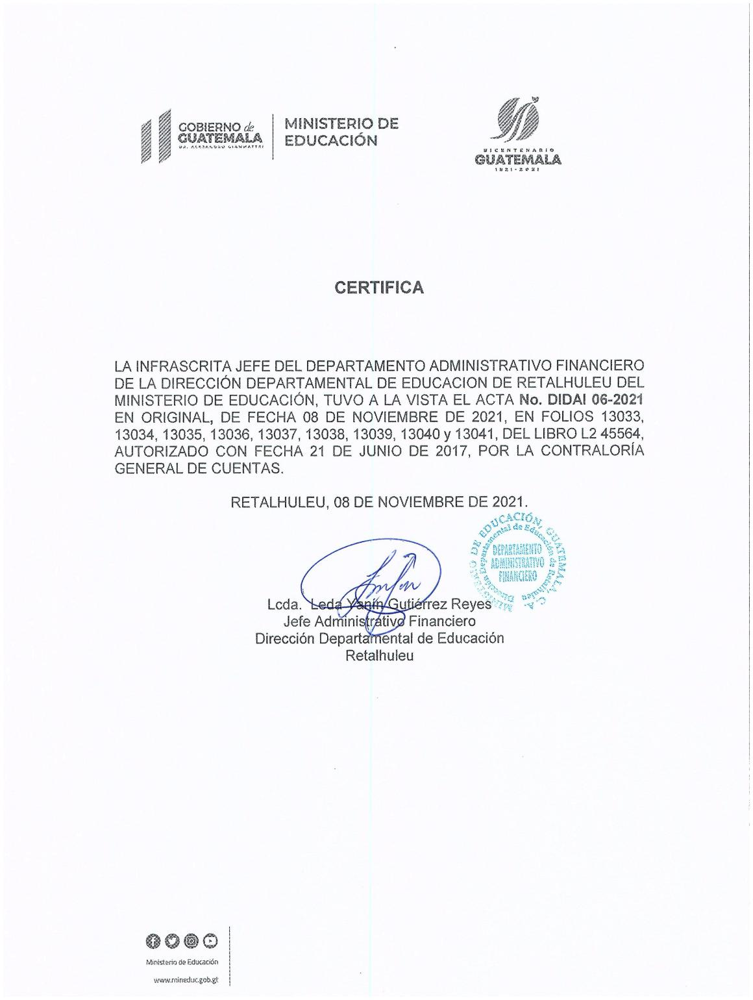 GOBIERNO de
GUATEMALA
DR. ALEJANDRO GIAMMATTEI
MINISTERIO DE
EDUCACIÓN
BICENTENARIO
GUATEMALA
1821-2021
CERTIFICA
LA INFRASCRITA JEFE DEL DEPARTAMENTO ADMINISTRATIVO FINANCIERO
DE LA DIRECCIÓN DEPARTAMENTAL DE EDUCACION DE RETALHULEU DEL
MINISTERIO DE EDUCACIÓN, TUVO A LA VISTA EL ACTA No. DIDAI 06-2021
EN ORIGINAL, DE FECHA 08 DE NOVIEMBRE DE 2021, EN FOLIOS 13033,
13034, 13035, 13036, 13037, 13038, 13039, 13040 y 13041, DEL LIBRO L2 45564,
AUTORIZADO CON FECHA 21 DE JUNIO DE 2017, POR LA CONTRALORÍA
GENERAL DE CUENTAS.
RETALHULEU, 08 DE NOVIEMBRE DE 2021.
MINISTERIO DE EDUCACIÓN, GUATEMALA, C.A.
Dirección Departamental de Educación de Retalhuleu
DEPARTAMENTO
ADMINISTRATIVO
FINANCIERO
Lcda. Leda Yanin Gutiérrez Reyes
Jefe Administrativo Financiero
Dirección Departamental de Educación
Retalhuleu
Ministerio de Educación
www.mineduc.gob.gt